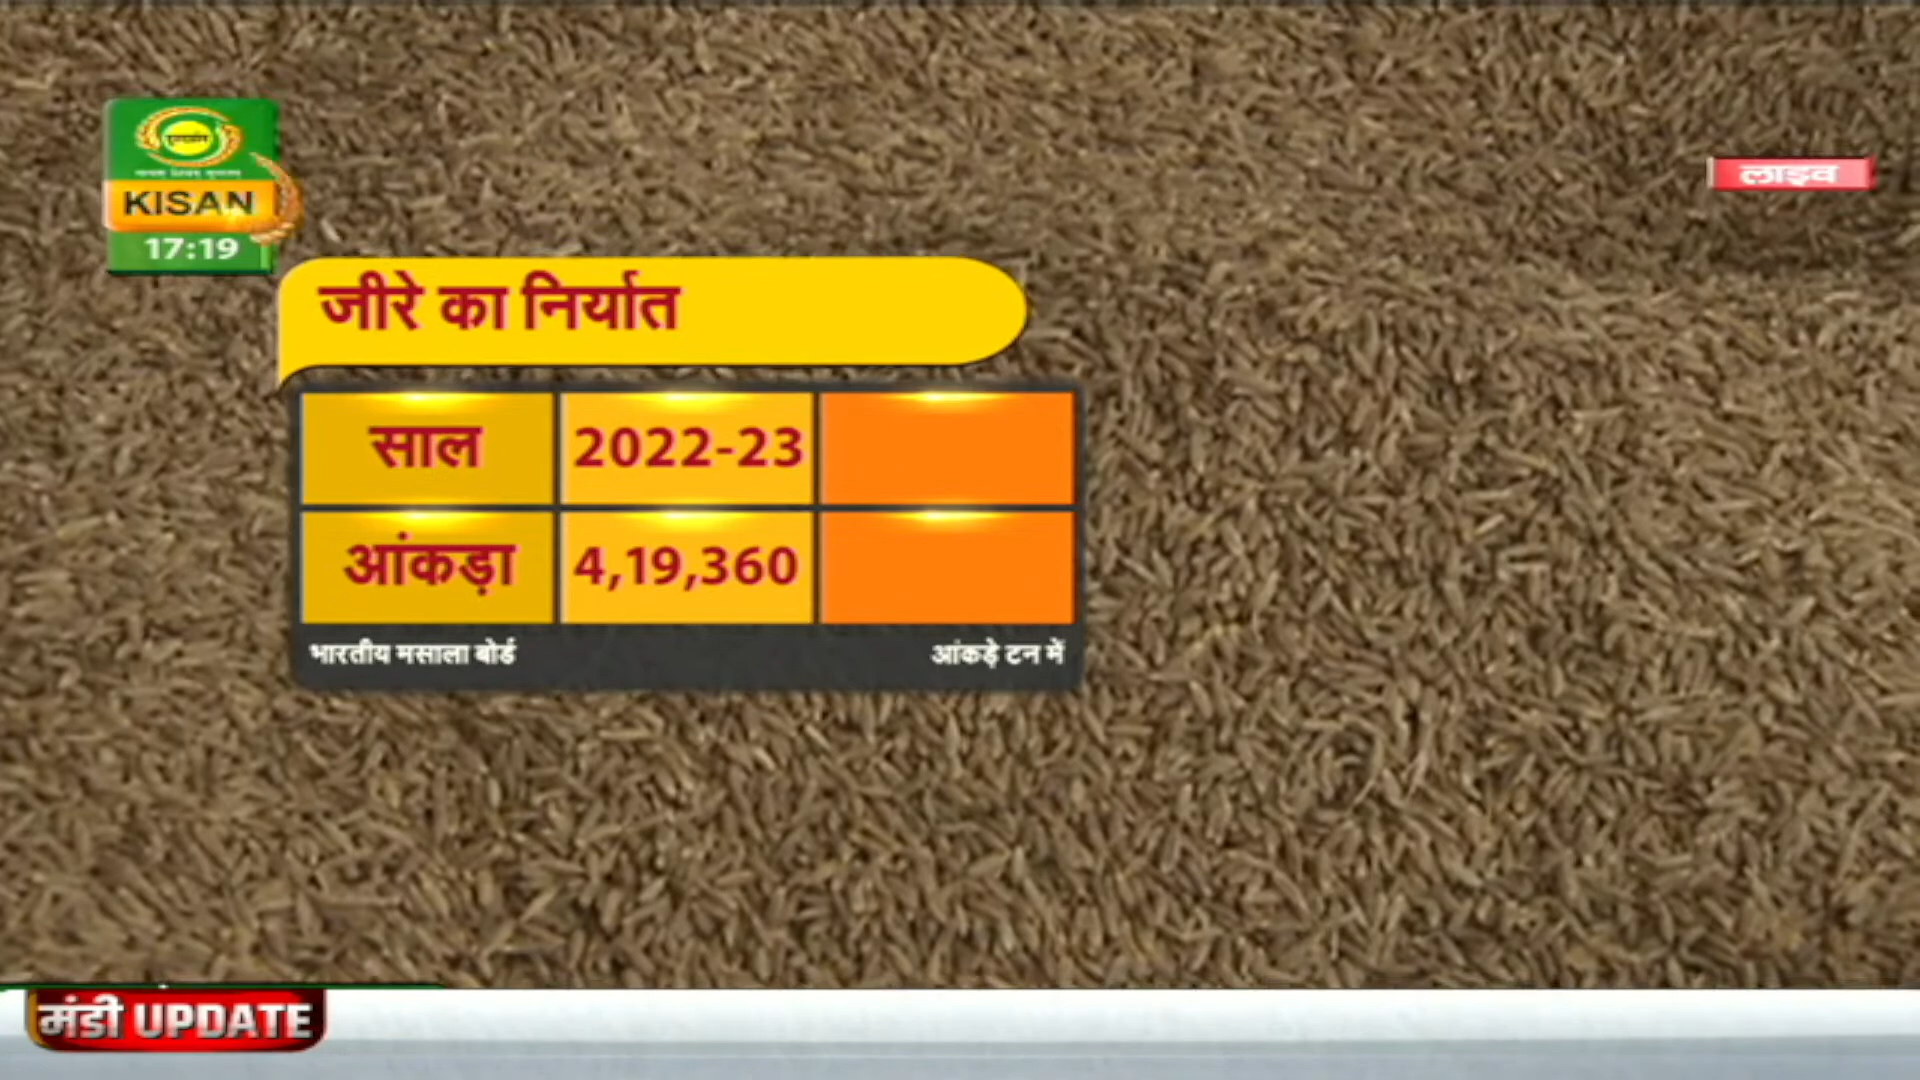 KISAN
17:19
लाइव
जीरे का निर्यात
साल 2022-23
आंकड़ा 4,19,360
भारतीय मसाला बोर्ड आंकड़े टन में
मंडी UPDATE